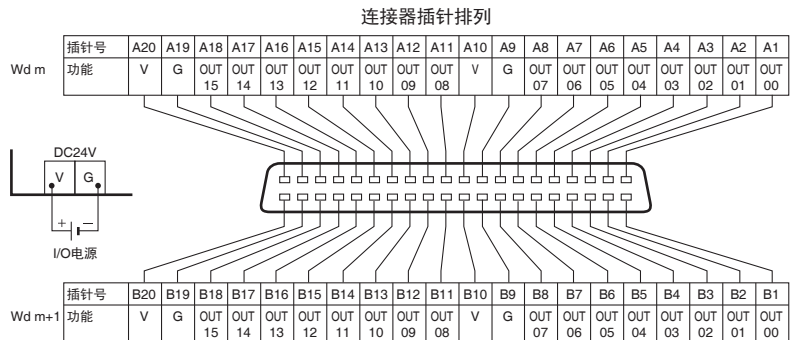 连接器插针排列
插针号 A20 A19 A18 A17 A16 A15 A14 A13 A12 A11 A10 A9 A8 A7 A6 A5 A4 A3 A2 A1
Wd m 功能 V G OUT OUT OUT OUT OUT OUT OUT OUT V G OUT OUT OUT OUT OUT OUT OUT OUT
15 14 13 12 11 10 09 08 07 06 05 04 03 02 01 00
DC24V
V G
+ −
I/O电源
插针号 B20 B19 B18 B17 B16 B15 B14 B13 B12 B11 B10 B9 B8 B7 B6 B5 B4 B3 B2 B1
Wd m+1 功能 V G OUT OUT OUT OUT OUT OUT OUT OUT V G OUT OUT OUT OUT OUT OUT OUT OUT
15 14 13 12 11 10 09 08 07 06 05 04 03 02 01 00